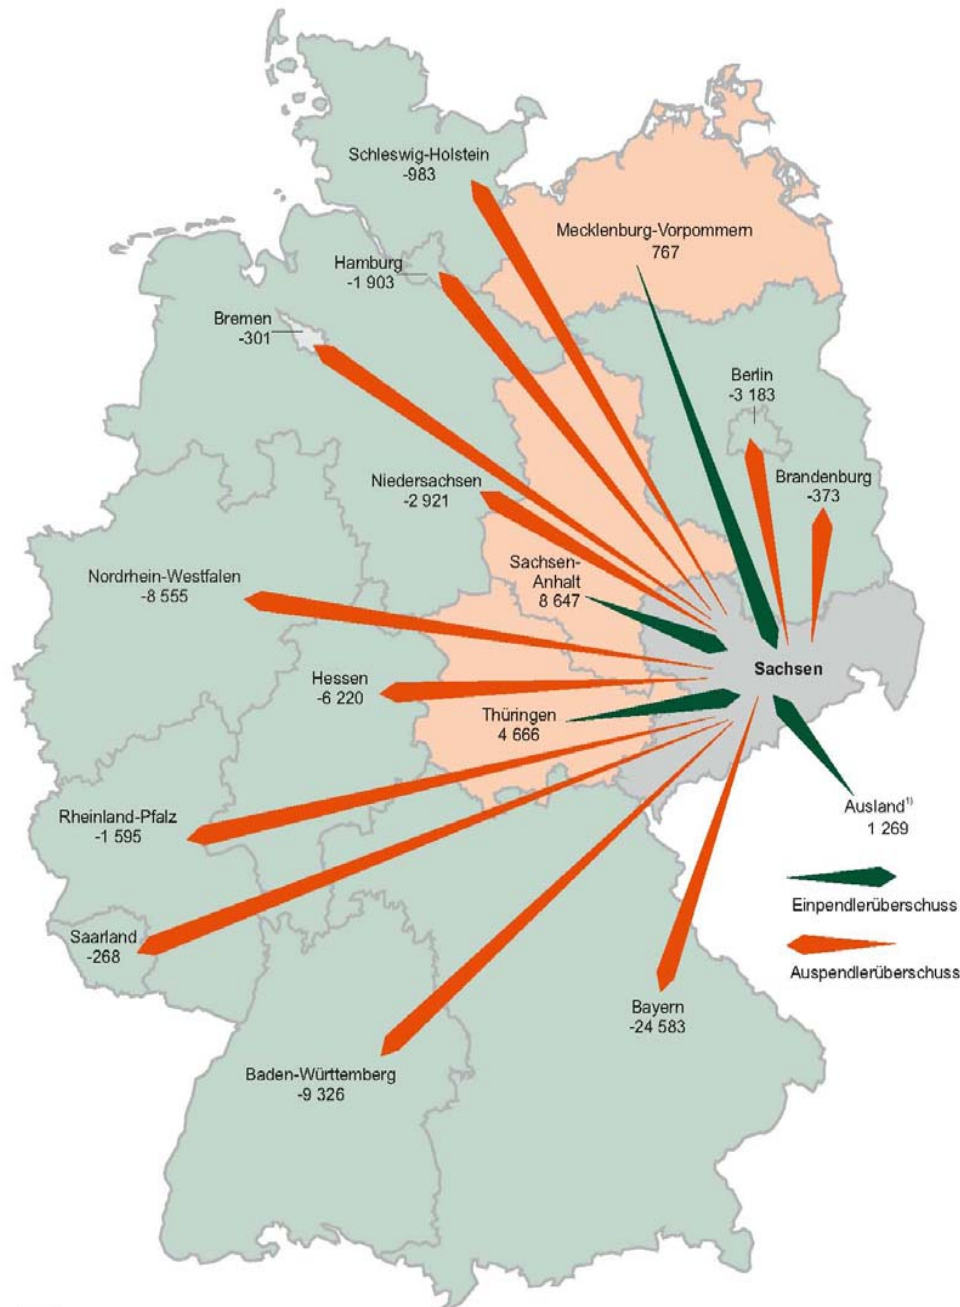 Schleswig-Holstein
-983
Mecklenburg-Vorpommern
767
Hamburg
-1 903
Bremen
-301
Berlin
-3 183
Niedersachsen
-2 921
Brandenburg
-373
Sachsen-
Anhalt
8 647
Nordrhein-Westfalen
-8 555
Sachsen
Hessen
-6 220
Thüringen
4 666
Rheinland-Pfalz
-1 595
Ausland¹⁾
1 269
Einpendlerüberschuss
Saarland
-268
Auspendlerüberschuss
Bayern
-24 583
Baden-Württemberg
-9 326